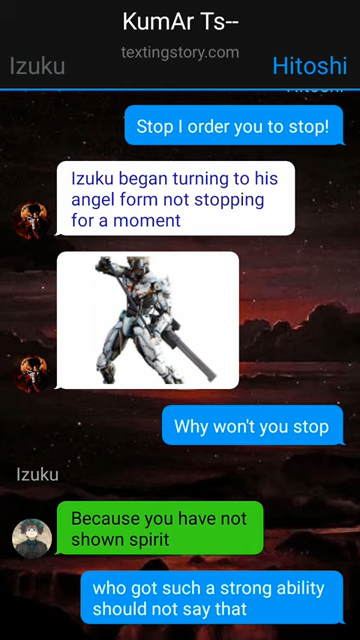 KumAr Ts--
textingstory.com
Izuku
Hitoshi
Stop I order you to stop!
Izuku began turning to his
angel form not stopping
for a moment
Why won't you stop
Izuku
Because you have not
shown spirit
who got such a strong ability
should not say that